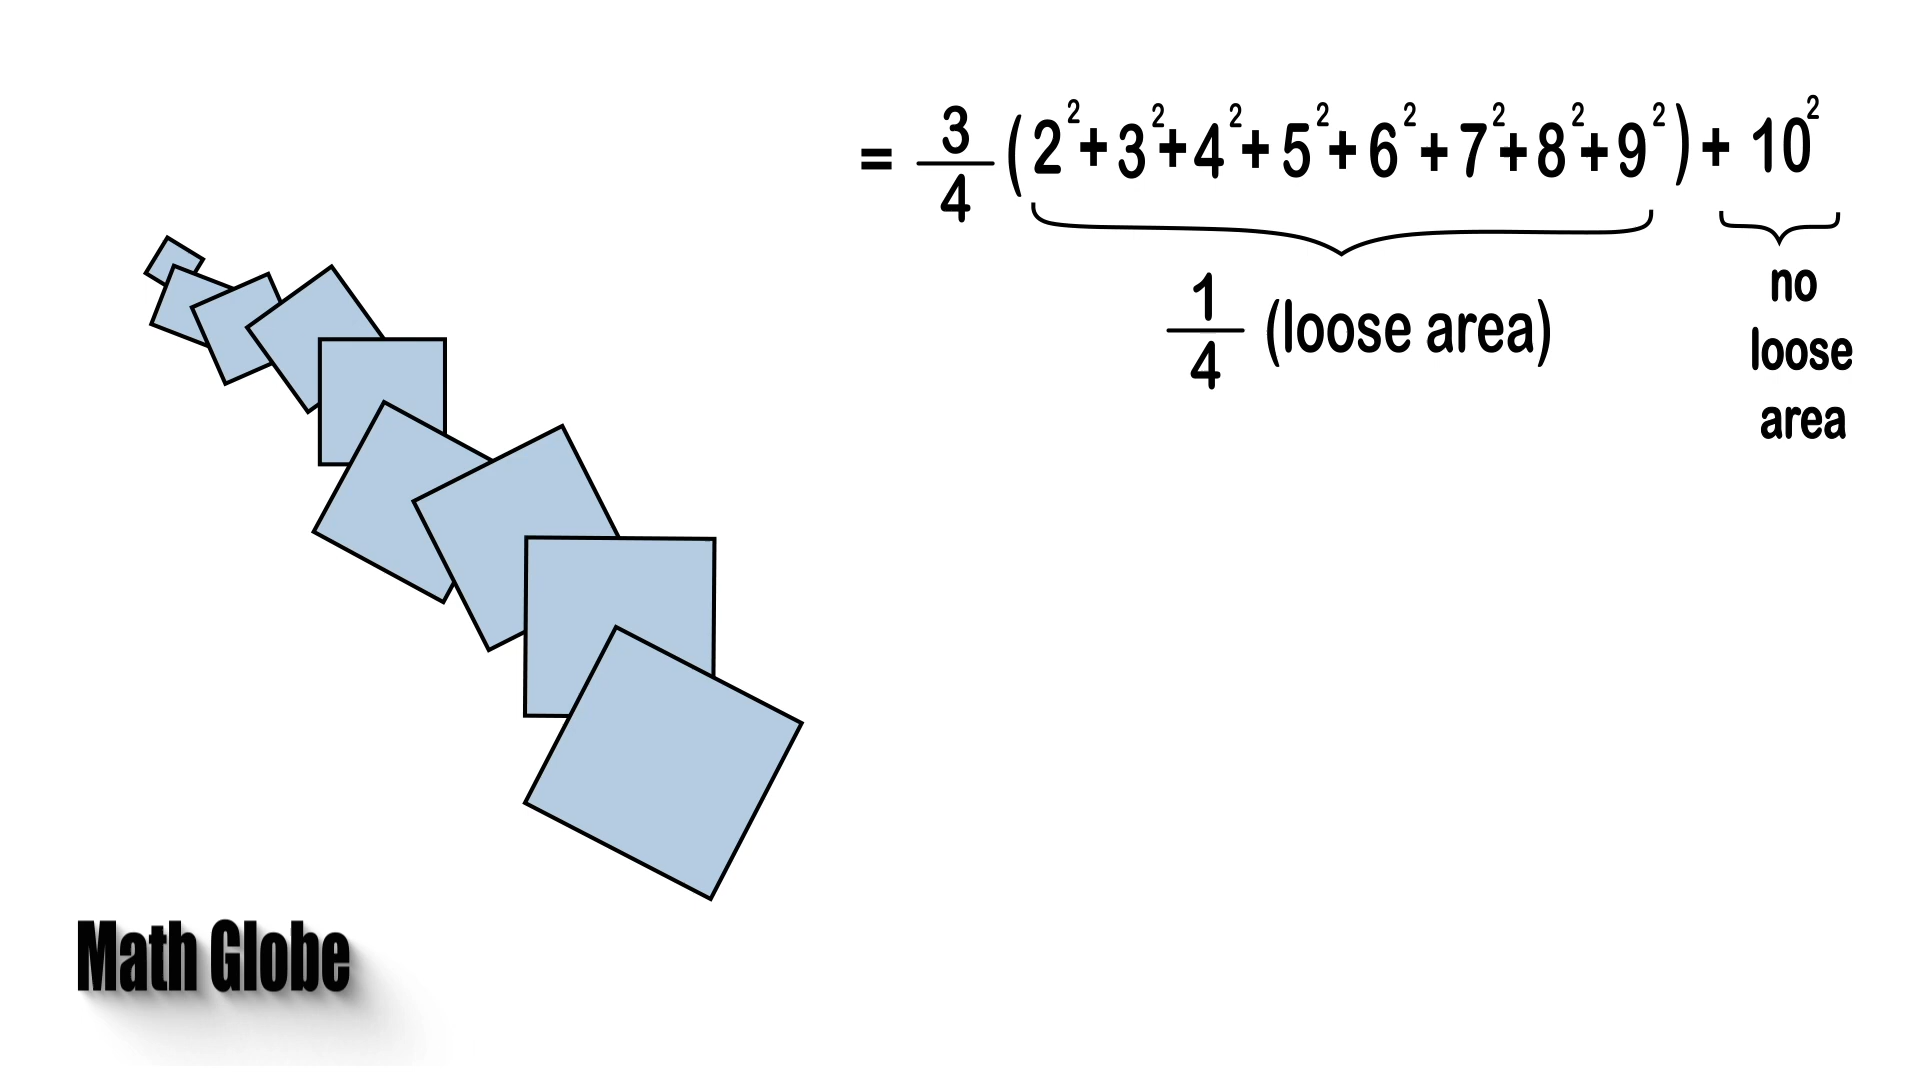 = 3/4 (2²+3²+4²+5²+6²+7²+8²+9²)+10²
1/4 (loose area)
no
loose
area
Math Globe